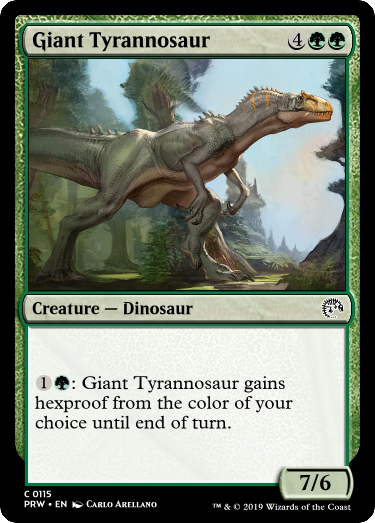 Giant Tyrannosaur 4
Creature — Dinosaur
1 : Giant Tyrannosaur gains
hexproof from the color of your
choice until end of turn.
7/6
C 0115
PRW • EN Carlo Arellano
™ & © 2019 Wizards of the Coast